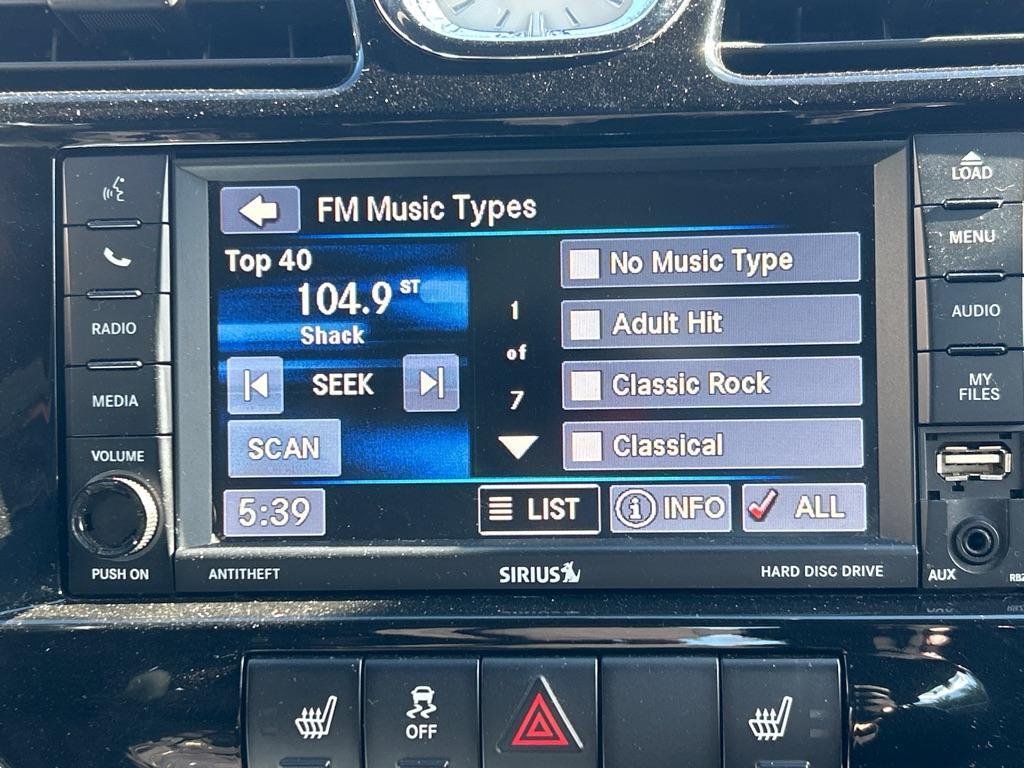 RADIO
MEDIA
VOLUME
PUSH ON
FM Music Types
Top 40
104.9 ST
Shack
SEEK
SCAN
5:39
1
of
7
No Music Type
Adult Hit
Classic Rock
Classical
LIST
INFO
ALL
ANTITHEFT
SIRIUS
HARD DISC DRIVE
LOAD
MENU
AUDIO
MY
FILES
AUX
OFF